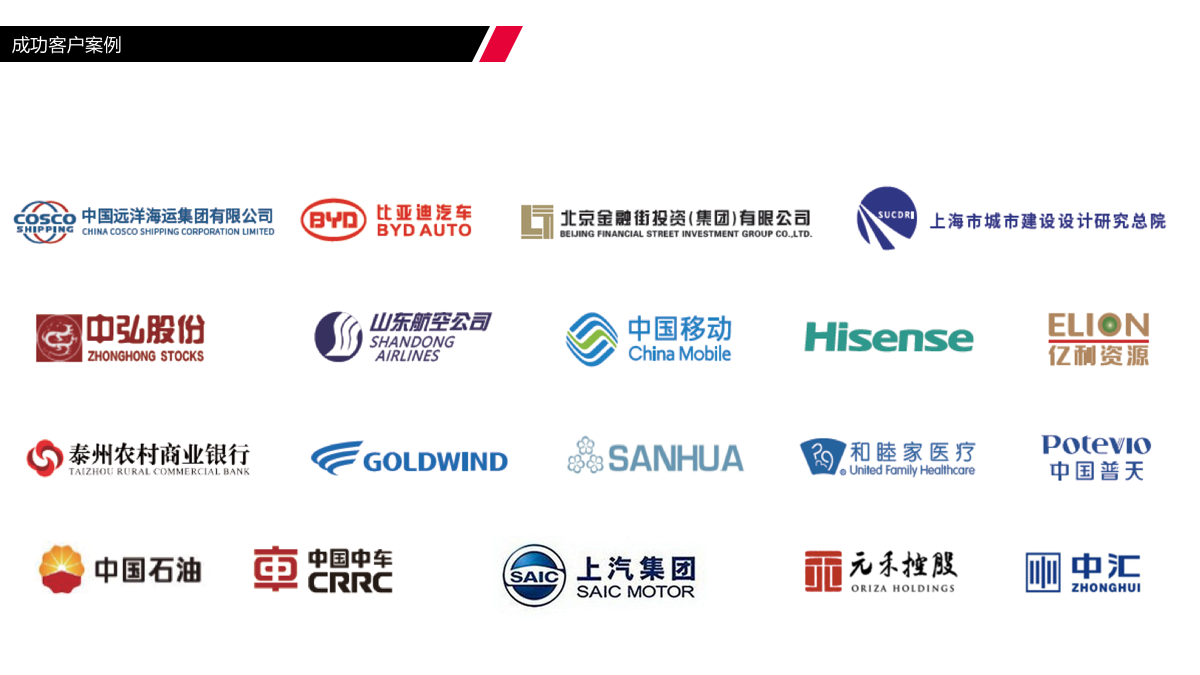 成功客户案例
COSCO
SHIPPING
中国远洋海运集团有限公司
CHINA COSCO SHIPPING CORPORATION LIMITED
BYD
比亚迪汽车
BYD AUTO
北京金融街投资(集团)有限公司
BEIJING FINANCIAL STREET INVESTMENT GROUP CO.,LTD.
SUCDRI
上海市城市建设设计研究总院
中弘股份
ZHONGHONG STOCKS
山东航空公司
SHANDONG
AIRLINES
中国移动
China Mobile
Hisense
ELION
亿利资源
泰州农村商业银行
TAIZHOU RURAL COMMERCIAL BANK
GOLDWIND
SANHUA
和睦家医疗
® United Family Healthcare
Potevio
中国普天
中国石油
中国中车
CRRC
SAIC
上汽集团
SAIC MOTOR
元禾控股
ORIZA HOLDINGS
中汇
ZHONGHUI